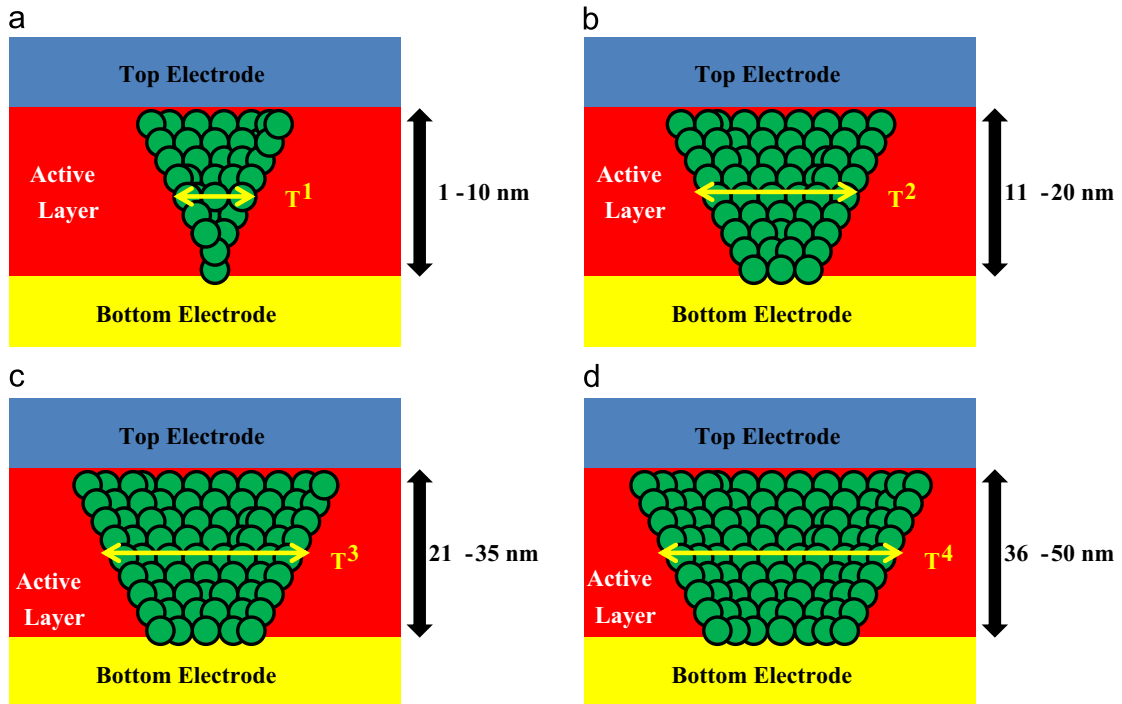 a
Top Electrode
Active
Layer
T1
1 -10 nm
Bottom Electrode
b
Top Electrode
Active
Layer
T2
11 -20 nm
Bottom Electrode
c
Top Electrode
Active
Layer
T3
21 -35 nm
Bottom Electrode
d
Top Electrode
Active
Layer
T4
36 -50 nm
Bottom Electrode